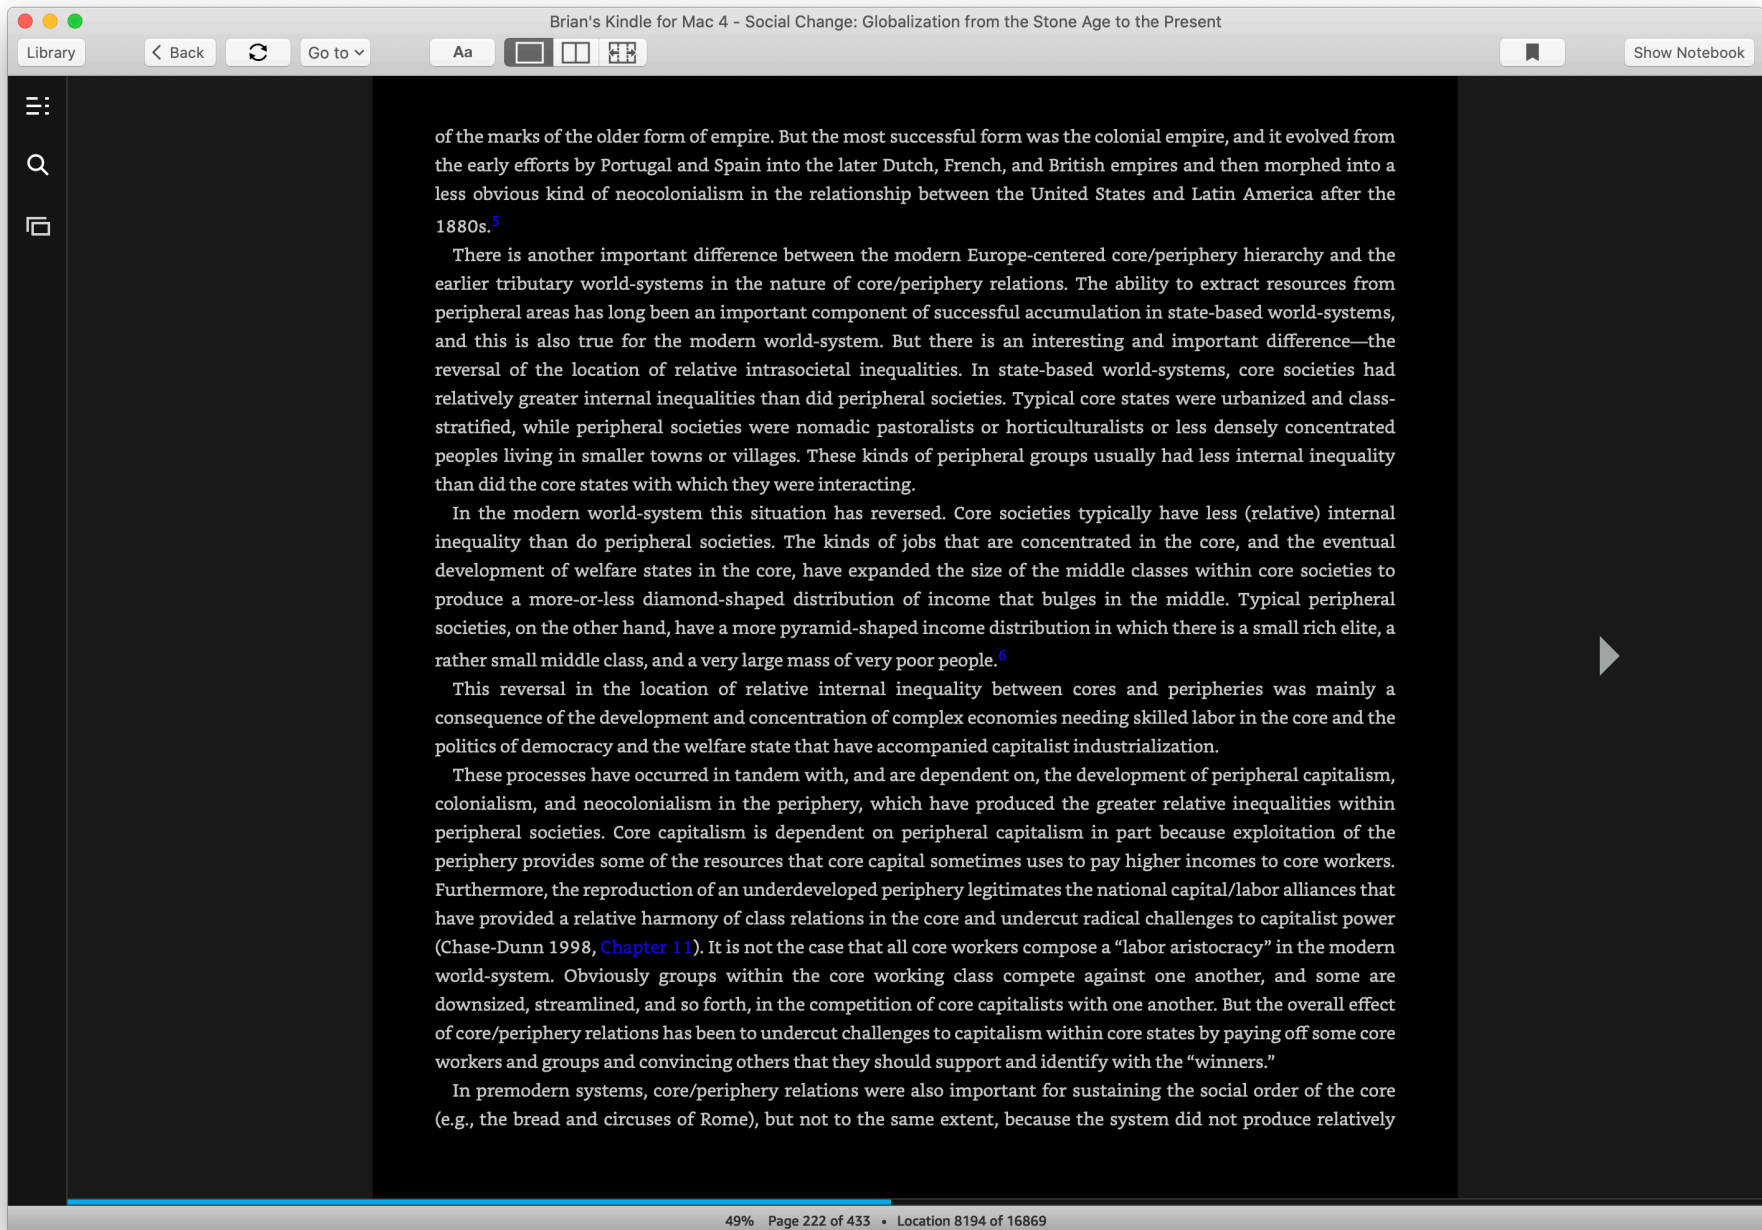 Brian's Kindle for Mac 4 - Social Change: Globalization from the Stone Age to the Present
Library Back Go to Aa Show Notebook
of the marks of the older form of empire. But the most successful form was the colonial empire, and it evolved from
the early efforts by Portugal and Spain into the later Dutch, French, and British empires and then morphed into a
less obvious kind of neocolonialism in the relationship between the United States and Latin America after the
1880s.5
There is another important difference between the modern Europe-centered core/periphery hierarchy and the
earlier tributary world-systems in the nature of core/periphery relations. The ability to extract resources from
peripheral areas has long been an important component of successful accumulation in state-based world-systems,
and this is also true for the modern world-system. But there is an interesting and important difference—the
reversal of the location of relative intrasocietal inequalities. In state-based world-systems, core societies had
relatively greater internal inequalities than did peripheral societies. Typical core states were urbanized and class-
stratified, while peripheral societies were nomadic pastoralists or horticulturalists or less densely concentrated
peoples living in smaller towns or villages. These kinds of peripheral groups usually had less internal inequality
than did the core states with which they were interacting.
In the modern world-system this situation has reversed. Core societies typically have less (relative) internal
inequality than do peripheral societies. The kinds of jobs that are concentrated in the core, and the eventual
development of welfare states in the core, have expanded the size of the middle classes within core societies to
produce a more-or-less diamond-shaped distribution of income that bulges in the middle. Typical peripheral
societies, on the other hand, have a more pyramid-shaped income distribution in which there is a small rich elite, a
rather small middle class, and a very large mass of very poor people.6
This reversal in the location of relative internal inequality between cores and peripheries was mainly a
consequence of the development and concentration of complex economies needing skilled labor in the core and the
politics of democracy and the welfare state that have accompanied capitalist industrialization.
These processes have occurred in tandem with, and are dependent on, the development of peripheral capitalism,
colonialism, and neocolonialism in the periphery, which have produced the greater relative inequalities within
peripheral societies. Core capitalism is dependent on peripheral capitalism in part because exploitation of the
periphery provides some of the resources that core capital sometimes uses to pay higher incomes to core workers.
Furthermore, the reproduction of an underdeveloped periphery legitimates the national capital/labor alliances that
have provided a relative harmony of class relations in the core and undercut radical challenges to capitalist power
(Chase-Dunn 1998, Chapter 11). It is not the case that all core workers compose a “labor aristocracy” in the modern
world-system. Obviously groups within the core working class compete against one another, and some are
downsized, streamlined, and so forth, in the competition of core capitalists with one another. But the overall effect
of core/periphery relations has been to undercut challenges to capitalism within core states by paying off some core
workers and groups and convincing others that they should support and identify with the “winners.”
In premodern systems, core/periphery relations were also important for sustaining the social order of the core
(e.g., the bread and circuses of Rome), but not to the same extent, because the system did not produce relatively
49% Page 222 of 433 • Location 8194 of 16869